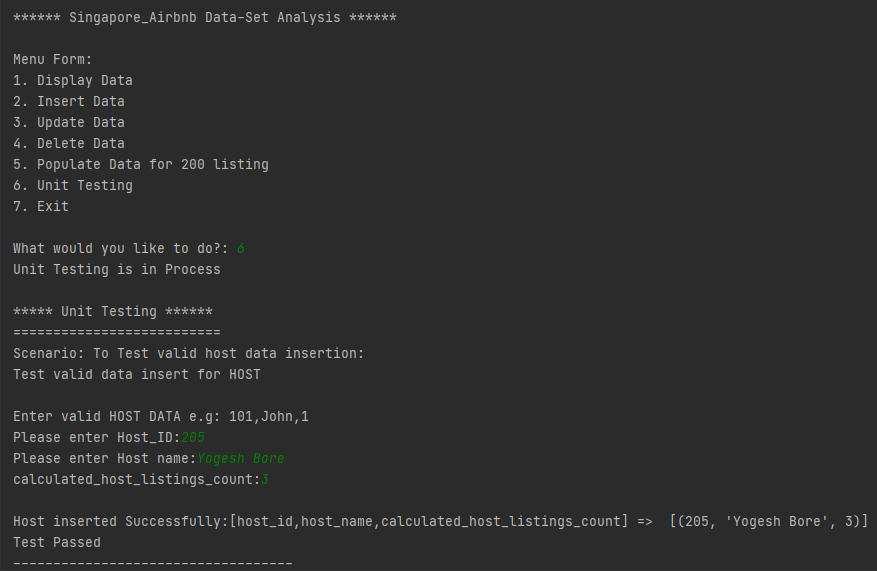 ****** Singapore_Airbnb Data-Set Analysis ******
Menu Form:
1. Display Data
2. Insert Data
3. Update Data
4. Delete Data
5. Populate Data for 200 listing
6. Unit Testing
7. Exit
What would you like to do?: 6
Unit Testing is in Process
***** Unit Testing ******
==========================
Scenario: To Test valid host data insertion:
Test valid data insert for HOST
Enter valid HOST DATA e.g: 101,John,1
Please enter Host_ID:205
Please enter Host name:Yogesh Bore
calculated_host_listings_count:3
Host inserted Successfully:[host_id,host_name,calculated_host_listings_count] =>  [(205, 'Yogesh Bore', 3)]
Test Passed
-----------------------------------